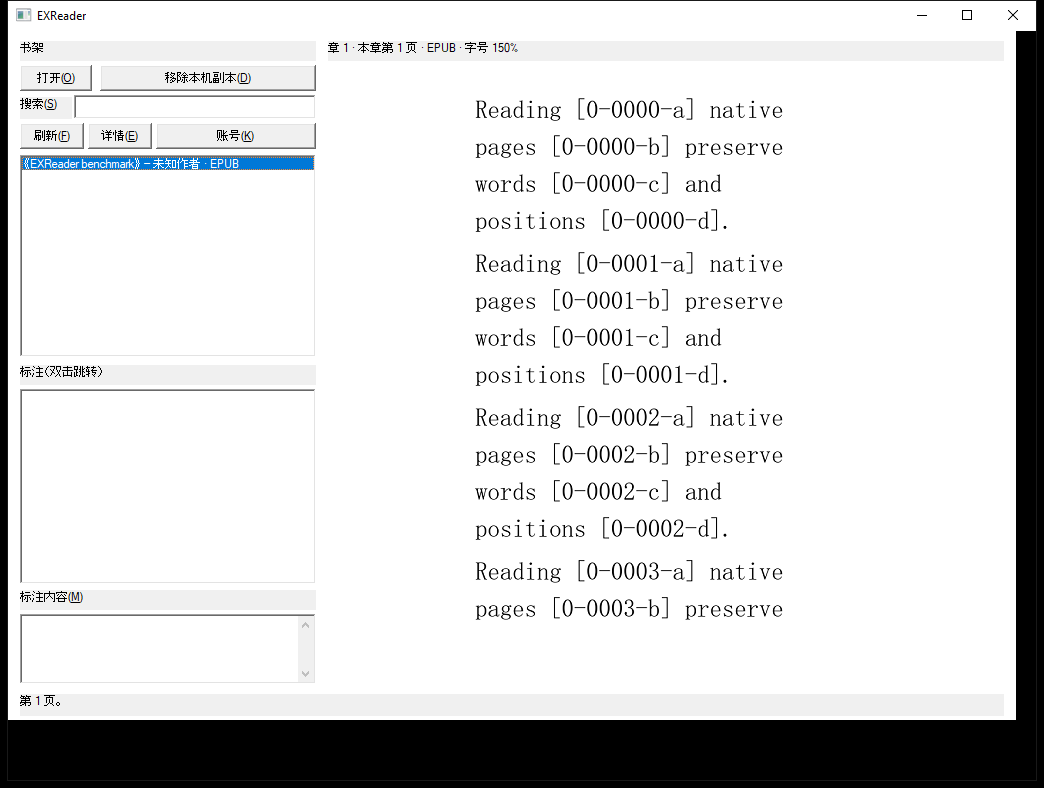 EXReader
书架
打开(O)
移除本机副本(D)
搜索(S)
刷新(F)
详情(E)
账号(K)
《EXReader benchmark》 – 未知作者 · EPUB
标注(双击跳转)
标注内容(M)
章 1 · 本章第 1 页 · EPUB · 字号 150%
Reading [0-0000-a] native
pages [0-0000-b] preserve
words [0-0000-c] and
positions [0-0000-d].
Reading [0-0001-a] native
pages [0-0001-b] preserve
words [0-0001-c] and
positions [0-0001-d].
Reading [0-0002-a] native
pages [0-0002-b] preserve
words [0-0002-c] and
positions [0-0002-d].
Reading [0-0003-a] native
pages [0-0003-b] preserve
第 1 页。